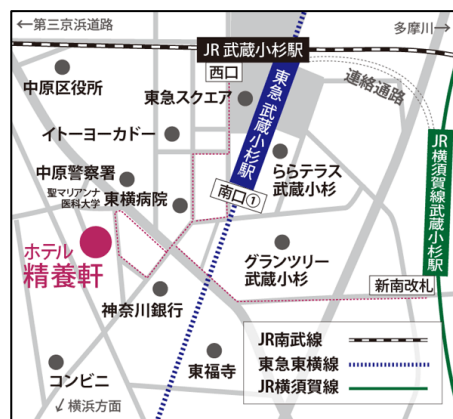 ←第三京浜道路
多摩川→
JR 武蔵小杉駅
西口
中原区役所
東急スクエア
連絡通路
イトーヨーカドー
東急 武蔵小杉駅
JR横須賀線武蔵小杉駅
中原警察署
聖マリアンナ
医科大学
東横病院
ららテラス
武蔵小杉
南口①
ホテル
精養軒
グランツリー
武蔵小杉
新南改札
神奈川銀行
JR南武線
東急東横線
JR横須賀線
東福寺
コンビニ
↙横浜方面